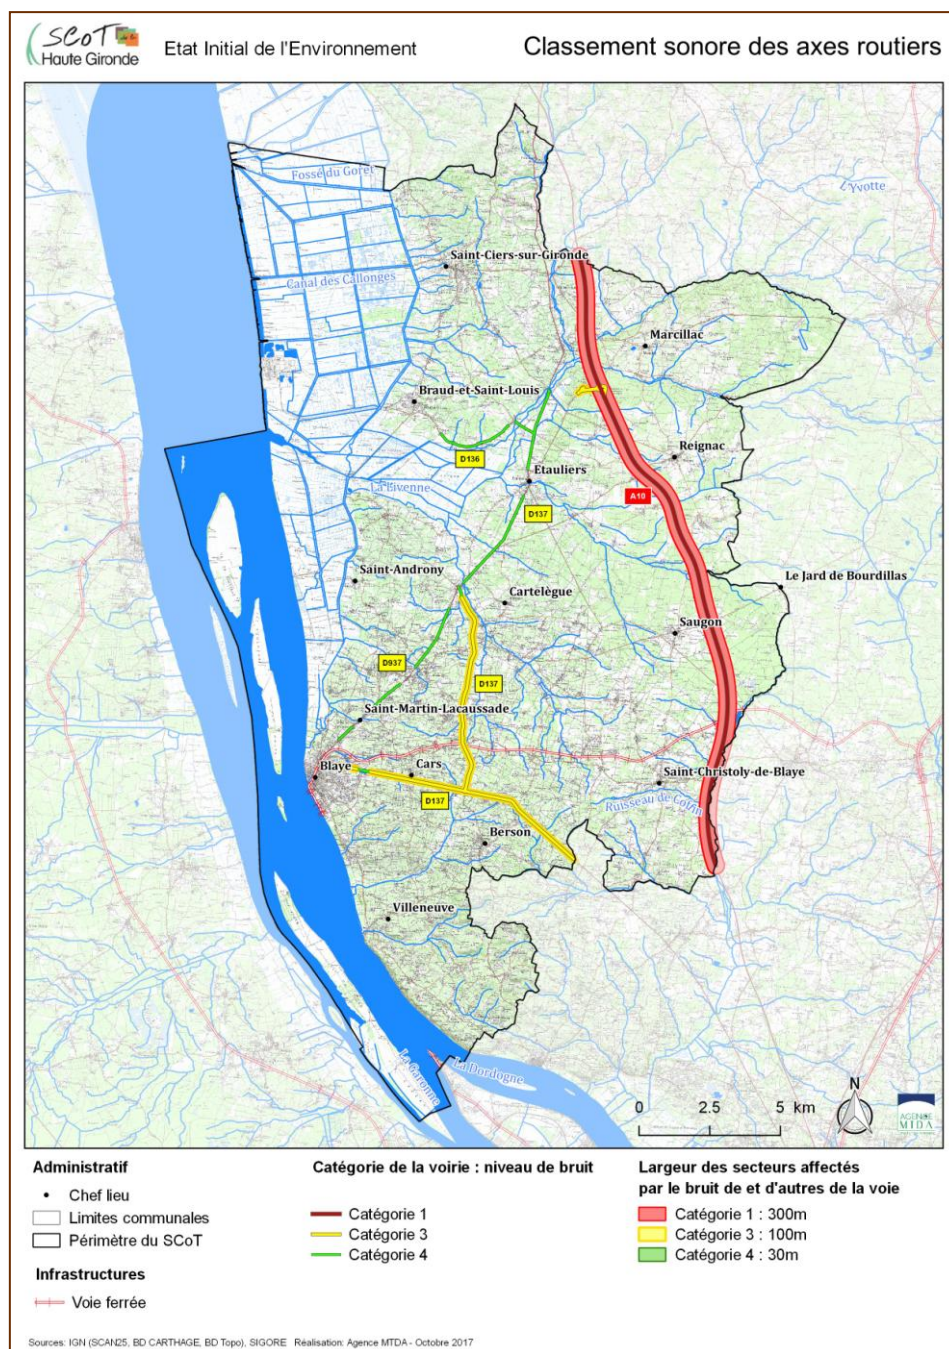 SCoT
Haute Gironde
Etat Initial de l'Environnement
Classement sonore des axes routiers
Fossé du Goret
L'Yvotte
Saint-Ciers-sur-Gironde
Canal des Callonges
Marcillac
Braud-et-Saint-Louis
Reignac
D136
Etauliers
La Livenne
A10
D137
Saint-Androny
Le Jard de Bourdillas
Cartelègue
Saugon
D937
D137
Saint-Martin-Lacaussade
Blaye
Cars
Saint-Christoly-de-Blaye
D137
Ruisseau de Cotin
Berson
Villeneuve
La Garonne
La Dordogne
N
0 2.5 5 km
AGENCE
MTDA
Administratif
Chef lieu
Limites communales
Périmètre du SCoT
Infrastructures
Voie ferrée
Catégorie de la voirie : niveau de bruit
Catégorie 1
Catégorie 3
Catégorie 4
Largeur des secteurs affectés
par le bruit de et d'autres de la voie
Catégorie 1 : 300m
Catégorie 3 : 100m
Catégorie 4 : 30m
Sources: IGN (SCAN25, BD CARTHAGE, BD Topo), SIGORE Réalisation: Agence MTDA - Octobre 2017